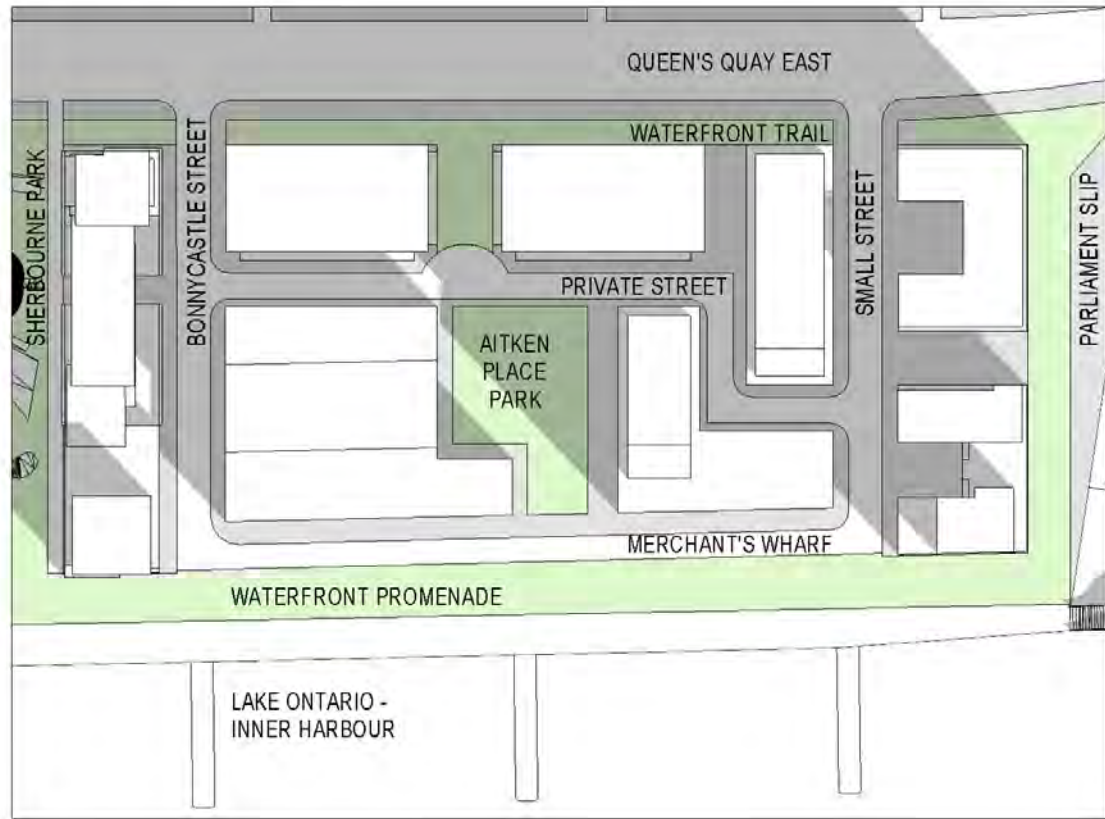 QUEEN'S QUAY EAST
WATERFRONT TRAIL
SHERBOURNE PARK
BONNYCASTLE STREET
SMALL STREET
PARLIAMENT SLIP
PRIVATE STREET
AITKEN
PLACE
PARK
MERCHANT'S WHARF
WATERFRONT PROMENADE
LAKE ONTARIO -
INNER HARBOUR